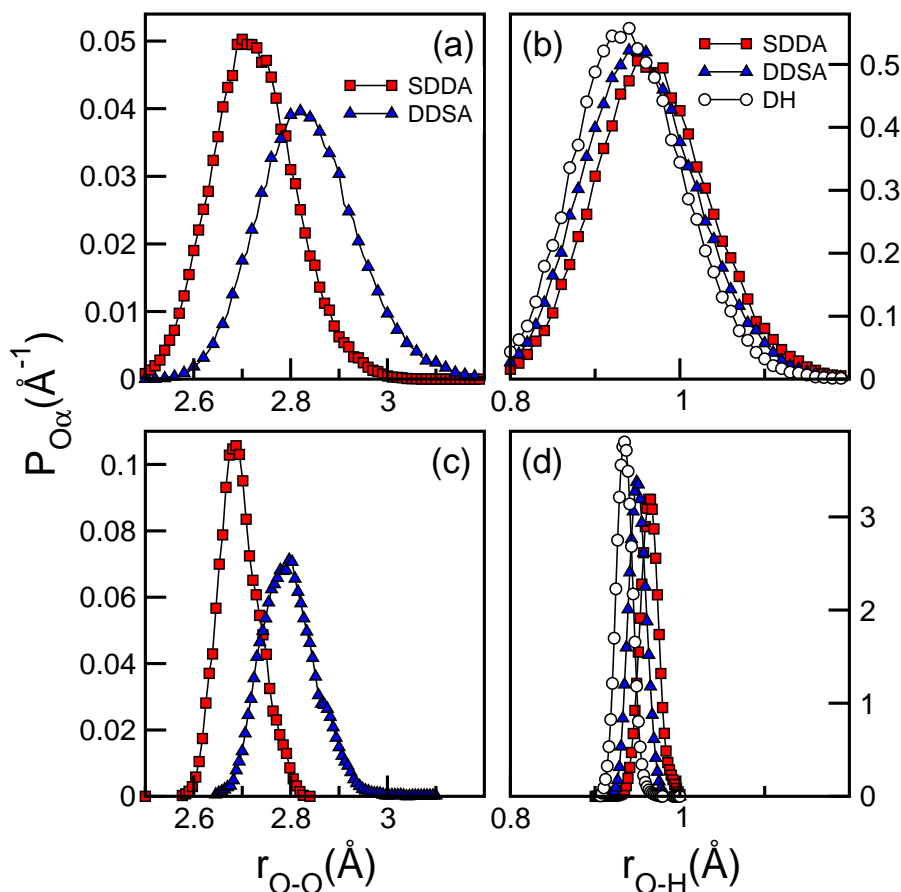 (a)
SDDA
DDSA
0.05
0.04
0.03
0.02
0.01
0
2.6 2.8 3
(b)
SDDA
DDSA
DH
0.5
0.4
0.3
0.2
0.1
0
0.8 1
P_Oα(Å⁻¹)
(c)
0.1
0.08
0.06
0.04
0.02
0
2.6 2.8 3
r_O-O(Å)
(d)
3
2
1
0
0.8 1
r_O-H(Å)